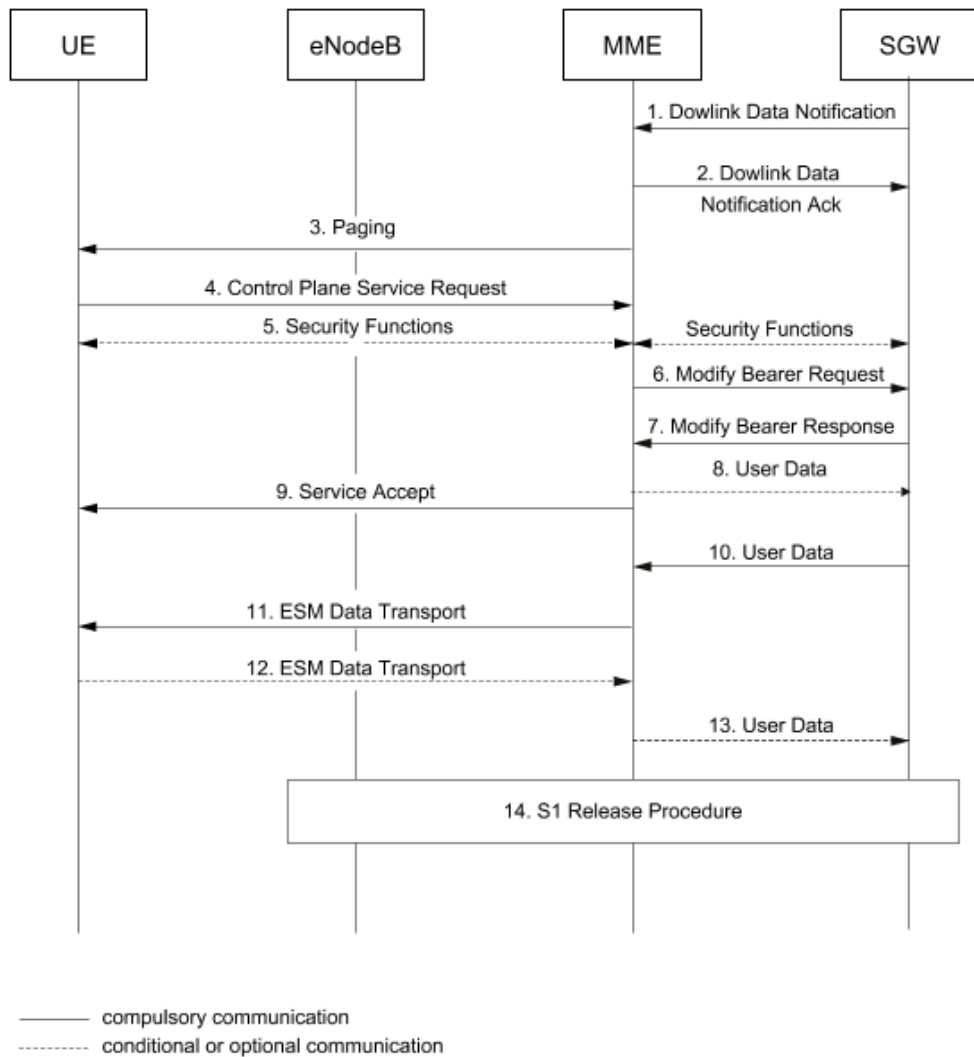 UE
eNodeB
MME
SGW
1. Dowlink Data Notification
2. Dowlink Data
Notification Ack
3. Paging
4. Control Plane Service Request
5. Security Functions
Security Functions
6. Modify Bearer Request
7. Modify Bearer Response
8. User Data
9. Service Accept
10. User Data
11. ESM Data Transport
12. ESM Data Transport
13. User Data
14. S1 Release Procedure
compulsory communication
conditional or optional communication